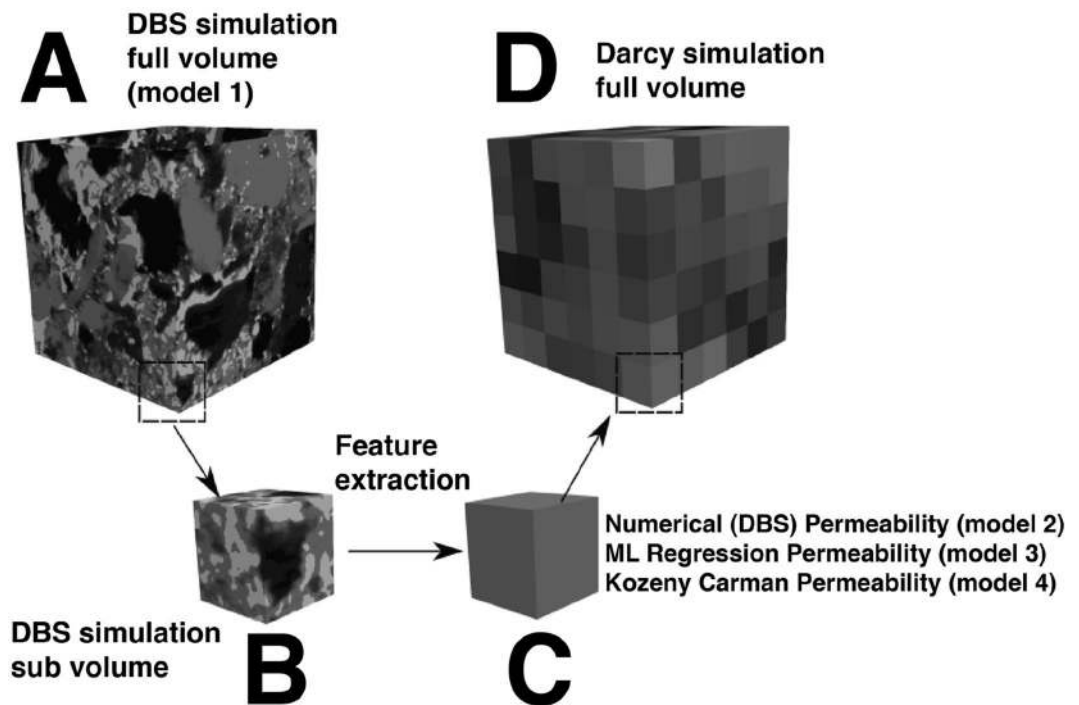 A
DBS simulation
full volume
(model 1)
D
Darcy simulation
full volume
Feature
extraction
Numerical (DBS) Permeability (model 2)
ML Regression Permeability (model 3)
Kozeny Carman Permeability (model 4)
DBS simulation
sub volume
B
C